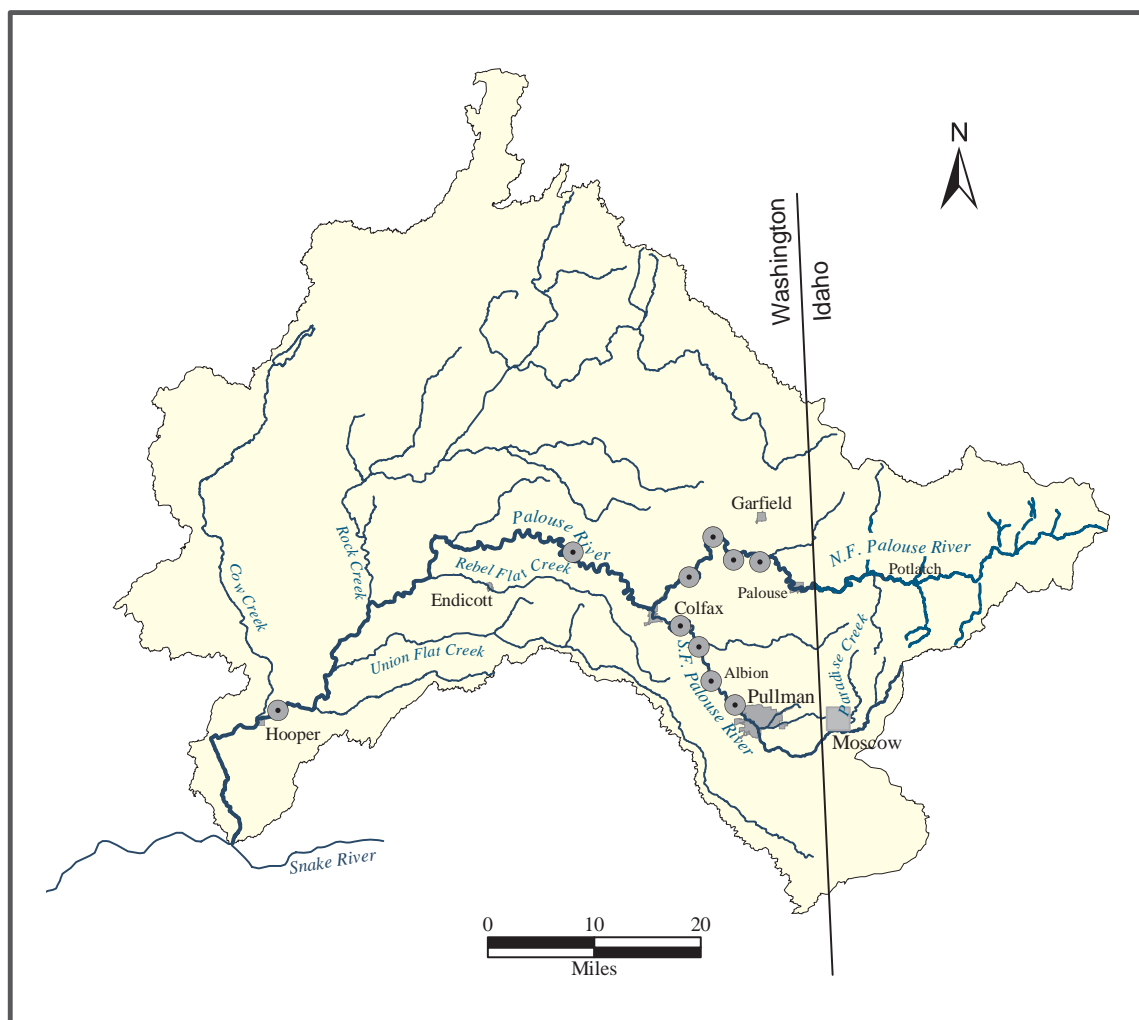 N
Washington
Idaho
Garfield
Palouse River
N.F. Palouse River
Rock Creek
Rebel Flat Creek
Potlatch
Cow Creek
Endicott
Palouse
Colfax
Paradise Creek
Union Flat Creek
S.F. Palouse River
Albion
Pullman
Hooper
Moscow
Snake River
0 10 20
Miles